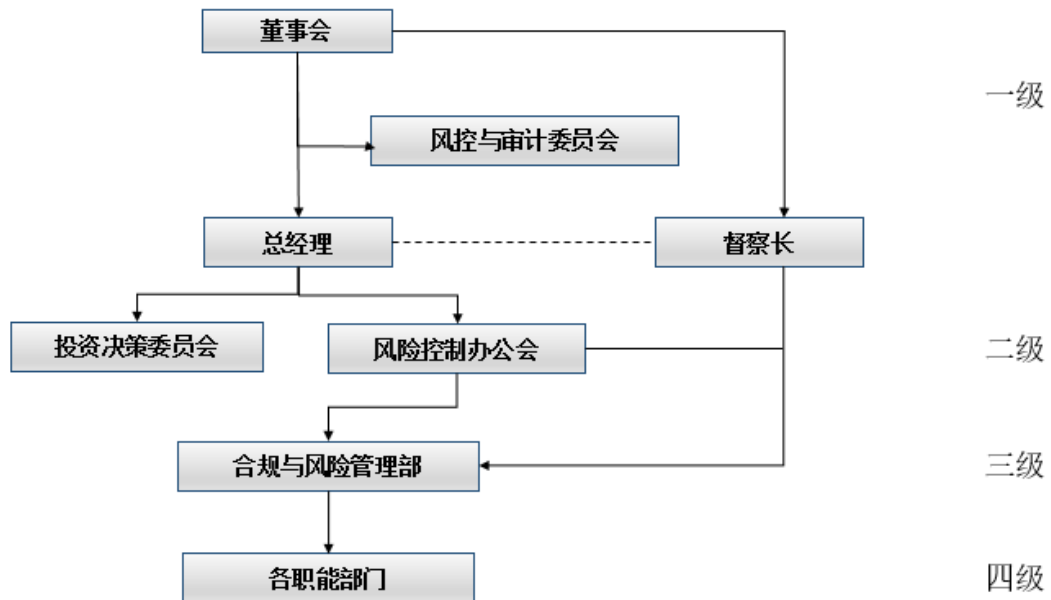 董事会
一级
风控与审计委员会
总经理
督察长
投资决策委员会
风险控制办公会
二级
合规与风险管理部
三级
各职能部门
四级